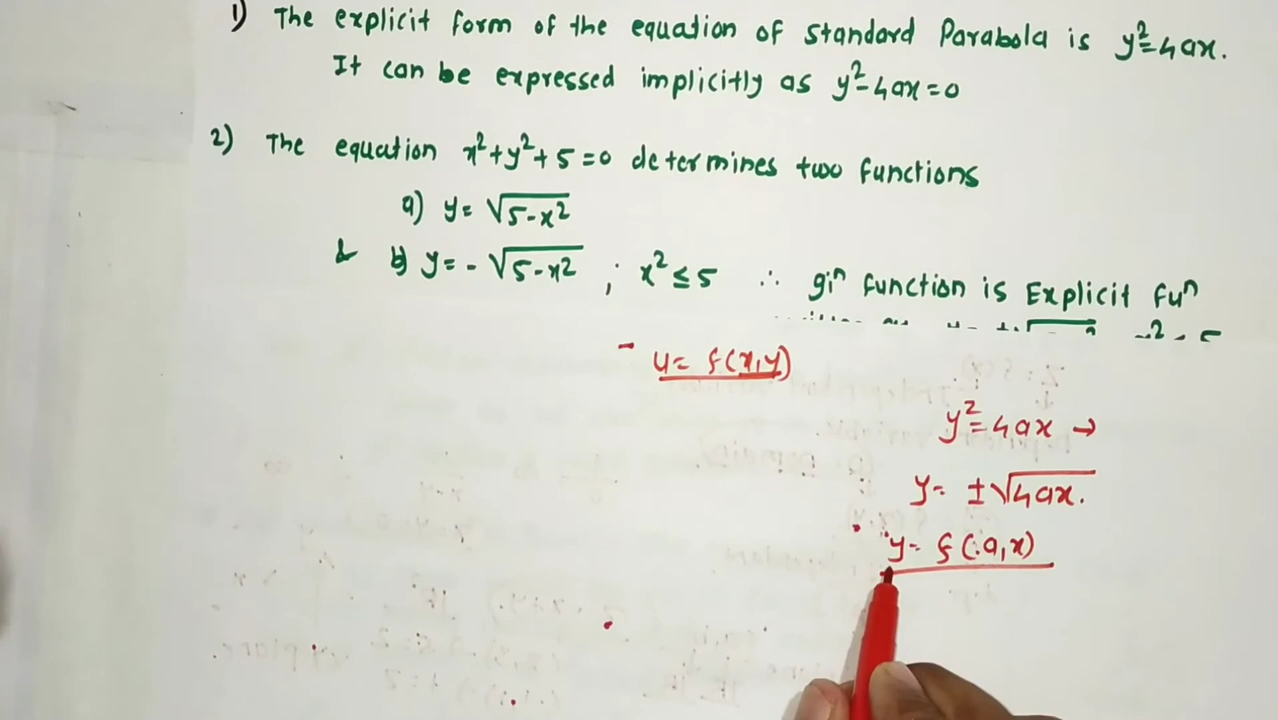 1) The explicit form of the equation of standard Parabola is y²=4ax.
It can be expressed implicitly as y²-4ax=0
2) The equation x²+y²+5=0 determines two functions
a) y= √5-x²
& b) y= - √5-x² ; x² ≤ 5 ∴ giⁿ function is Explicit fuⁿ
u= f(x,y)
y²=4ax →
y= ±√4ax.
y= f(a,x)